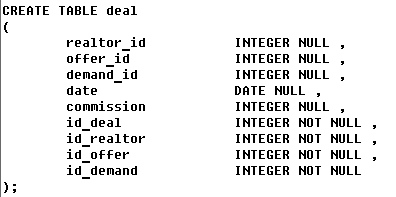 CREATE TABLE deal
(
realtor_id INTEGER NULL ,
offer_id INTEGER NULL ,
demand_id INTEGER NULL ,
date DATE NULL ,
commission INTEGER NULL ,
id_deal INTEGER NOT NULL ,
id_realtor INTEGER NOT NULL ,
id_offer INTEGER NOT NULL ,
id_demand INTEGER NOT NULL
);